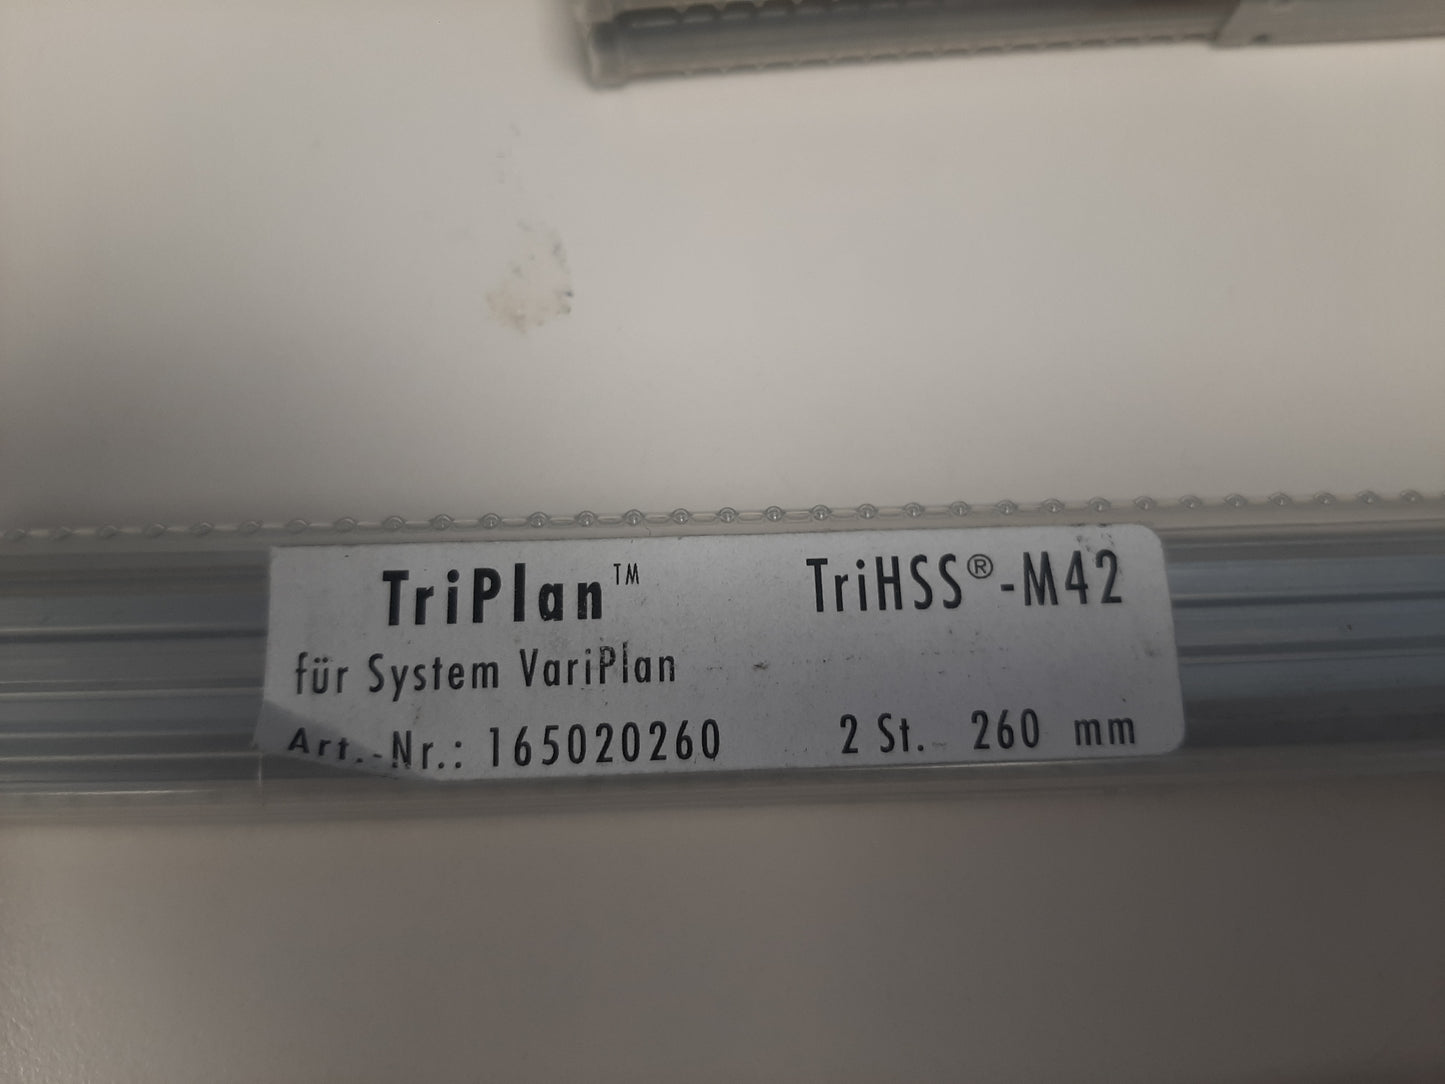 TriPlan™ TriHSS®-M42
für System VariPlan
Art.-Nr.: 165020260 2 St. 260 mm